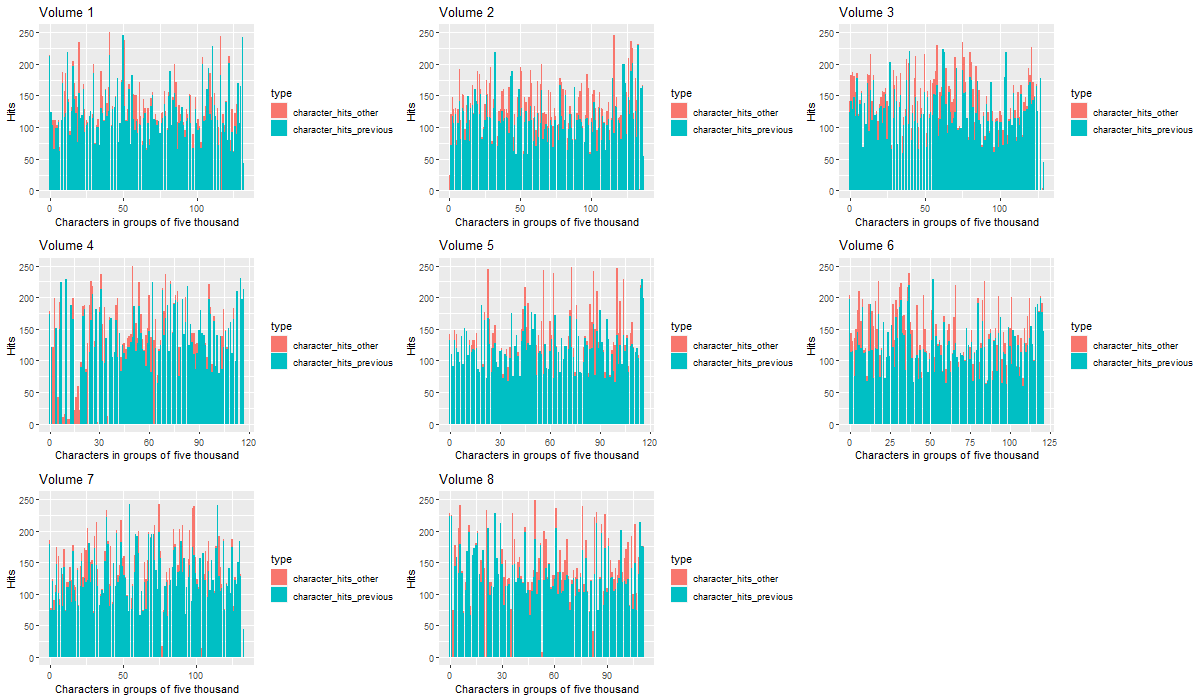 Volume 1
250
200
150
100
50
0
Hits
0 50 100
Characters in groups of five thousand
type
character_hits_other
character_hits_previous
Volume 2
250
200
150
100
50
0
Hits
0 50 100
Characters in groups of five thousand
type
character_hits_other
character_hits_previous
Volume 3
250
200
150
100
50
0
Hits
0 50 100
Characters in groups of five thousand
type
character_hits_other
character_hits_previous
Volume 4
250
200
150
100
50
0
Hits
0 30 60 90 120
Characters in groups of five thousand
type
character_hits_other
character_hits_previous
Volume 5
250
200
150
100
50
0
Hits
0 30 60 90 120
Characters in groups of five thousand
type
character_hits_other
character_hits_previous
Volume 6
250
200
150
100
50
0
Hits
0 25 50 75 100 125
Characters in groups of five thousand
type
character_hits_other
character_hits_previous
Volume 7
250
200
150
100
50
0
Hits
0 50 100
Characters in groups of five thousand
type
character_hits_other
character_hits_previous
Volume 8
250
200
150
100
50
0
Hits
0 30 60 90
Characters in groups of five thousand
type
character_hits_other
character_hits_previous